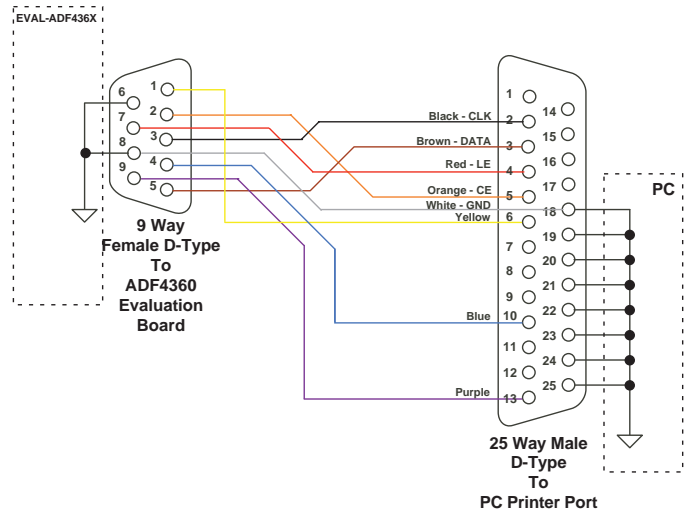 EVAL-ADF436X
6
7
8
9
1
2
3
4
5
9 Way
Female D-Type
To
ADF4360
Evaluation
Board
Black - CLK
Brown - DATA
Red - LE
Orange - CE
White - GND
Yellow
Blue
Purple
1
2
3
4
5
6
7
8
9
10
11
12
13
14
15
16
17
18
19
20
21
22
23
24
25
PC
25 Way Male
D-Type
To
PC Printer Port